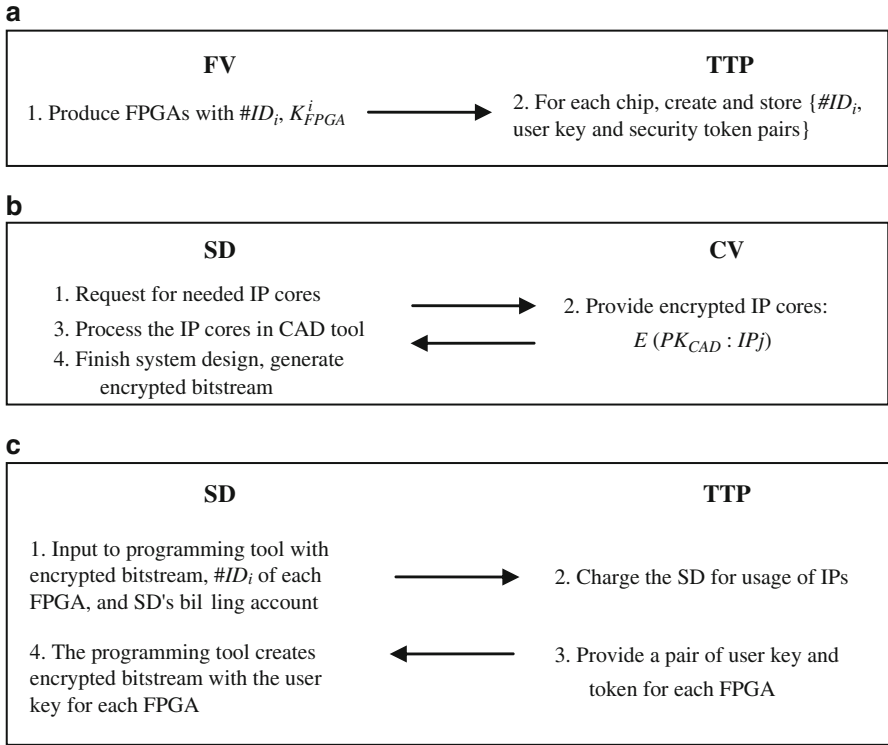 a
FV
TTP
1. Produce FPGAs with #ID_i, K^i_FPGA
2. For each chip, create and store {#ID_i,
user key and security token pairs}
b
SD
CV
1. Request for needed IP cores
3. Process the IP cores in CAD tool
4. Finish system design, generate
encrypted bitstream
2. Provide encrypted IP cores:
E (PK_CAD : IPj)
c
SD
TTP
1. Input to programming tool with
encrypted bitstream, #ID_i of each
FPGA, and SD's bil ling account
2. Charge the SD for usage of IPs
4. The programming tool creates
encrypted bitstream with the user
key for each FPGA
3. Provide a pair of user key and
token for each FPGA